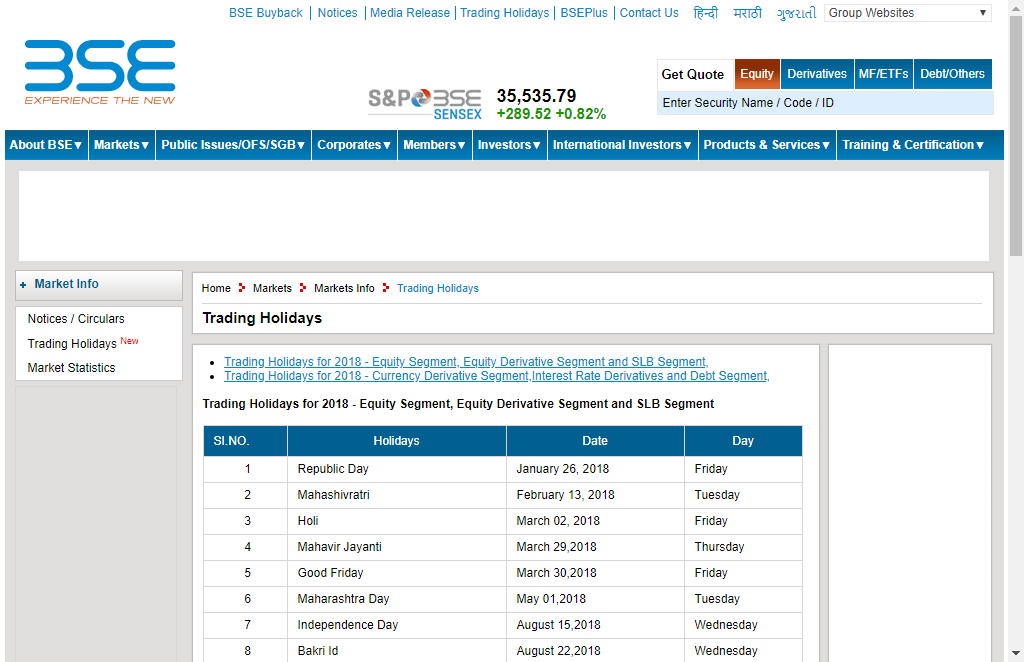 BSE Buyback | Notices | Media Release | Trading Holidays | BSEPlus | Contact Us हिन्दी मराठी ગુજરાતી Group Websites ▼
BSE
EXPERIENCE THE NEW
S&P BSE
SENSEX
35,535.79
+289.52 +0.82%
Get Quote Equity Derivatives MF/ETFs Debt/Others
Enter Security Name / Code / ID
About BSE▼ Markets▼ Public Issues/OFS/SGB▼ Corporates▼ Members▼ Investors▼ International Investors▼ Products & Services▼ Training & Certification▼
+ Market Info
Notices / Circulars
Trading Holidays New
Market Statistics
Home Markets Markets Info Trading Holidays
Trading Holidays
• Trading Holidays for 2018 - Equity Segment, Equity Derivative Segment and SLB Segment,
• Trading Holidays for 2018 - Currency Derivative Segment,Interest Rate Derivatives and Debt Segment,
Trading Holidays for 2018 - Equity Segment, Equity Derivative Segment and SLB Segment
Sl.NO. Holidays Date Day
1 Republic Day January 26, 2018 Friday
2 Mahashivratri February 13, 2018 Tuesday
3 Holi March 02, 2018 Friday
4 Mahavir Jayanti March 29,2018 Thursday
5 Good Friday March 30,2018 Friday
6 Maharashtra Day May 01,2018 Tuesday
7 Independence Day August 15,2018 Wednesday
8 Bakri Id August 22,2018 Wednesday